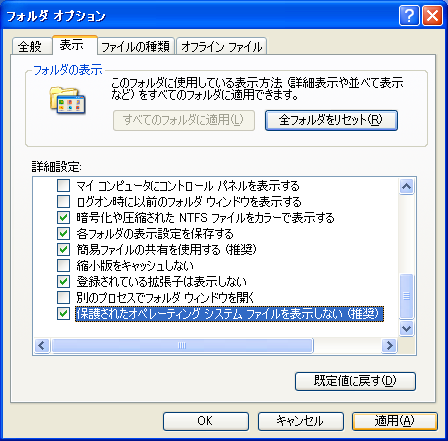 フォルダ オプション
全般
表示
ファイルの種類
オフライン ファイル
フォルダの表示
このフォルダに使用している表示方法 (詳細表示や並べて表示
など) をすべてのフォルダに適用できます。
すべてのフォルダに適用(L)
全フォルダをリセット(R)
詳細設定:
マイ コンピュータにコントロール パネルを表示する
ログオン時に以前のフォルダ ウィンドウを表示する
暗号化や圧縮された NTFS ファイルをカラーで表示する
各フォルダの表示設定を保存する
簡易ファイルの共有を使用する (推奨)
縮小版をキャッシュしない
登録されている拡張子は表示しない
別のプロセスでフォルダ ウィンドウを開く
保護されたオペレーティング システム ファイルを表示しない (推奨)
既定値に戻す(D)
OK
キャンセル
適用(A)